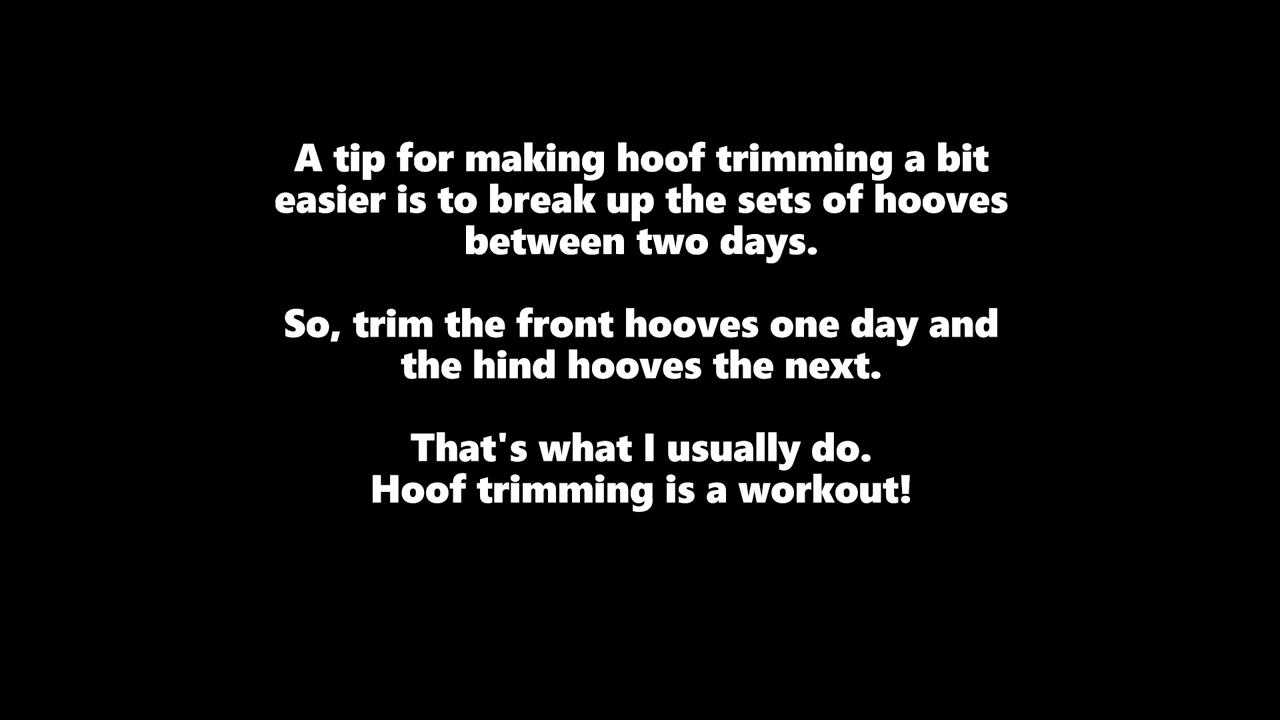 A tip for making hoof trimming a bit
easier is to break up the sets of hooves
between two days.
So, trim the front hooves one day and
the hind hooves the next.
That's what I usually do.
Hoof trimming is a workout!